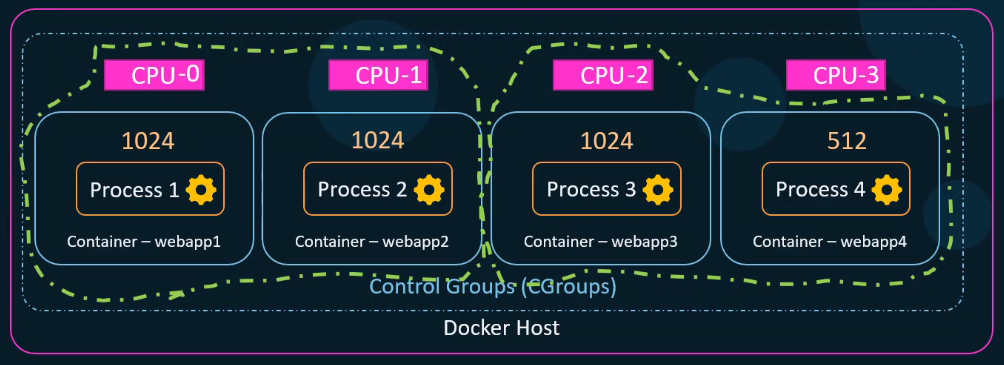 CPU-0
CPU-1
CPU-2
CPU-3
1024
1024
1024
512
Process 1
Process 2
Process 3
Process 4
Container – webapp1
Container – webapp2
Container – webapp3
Container – webapp4
Control Groups (CGroups)
Docker Host